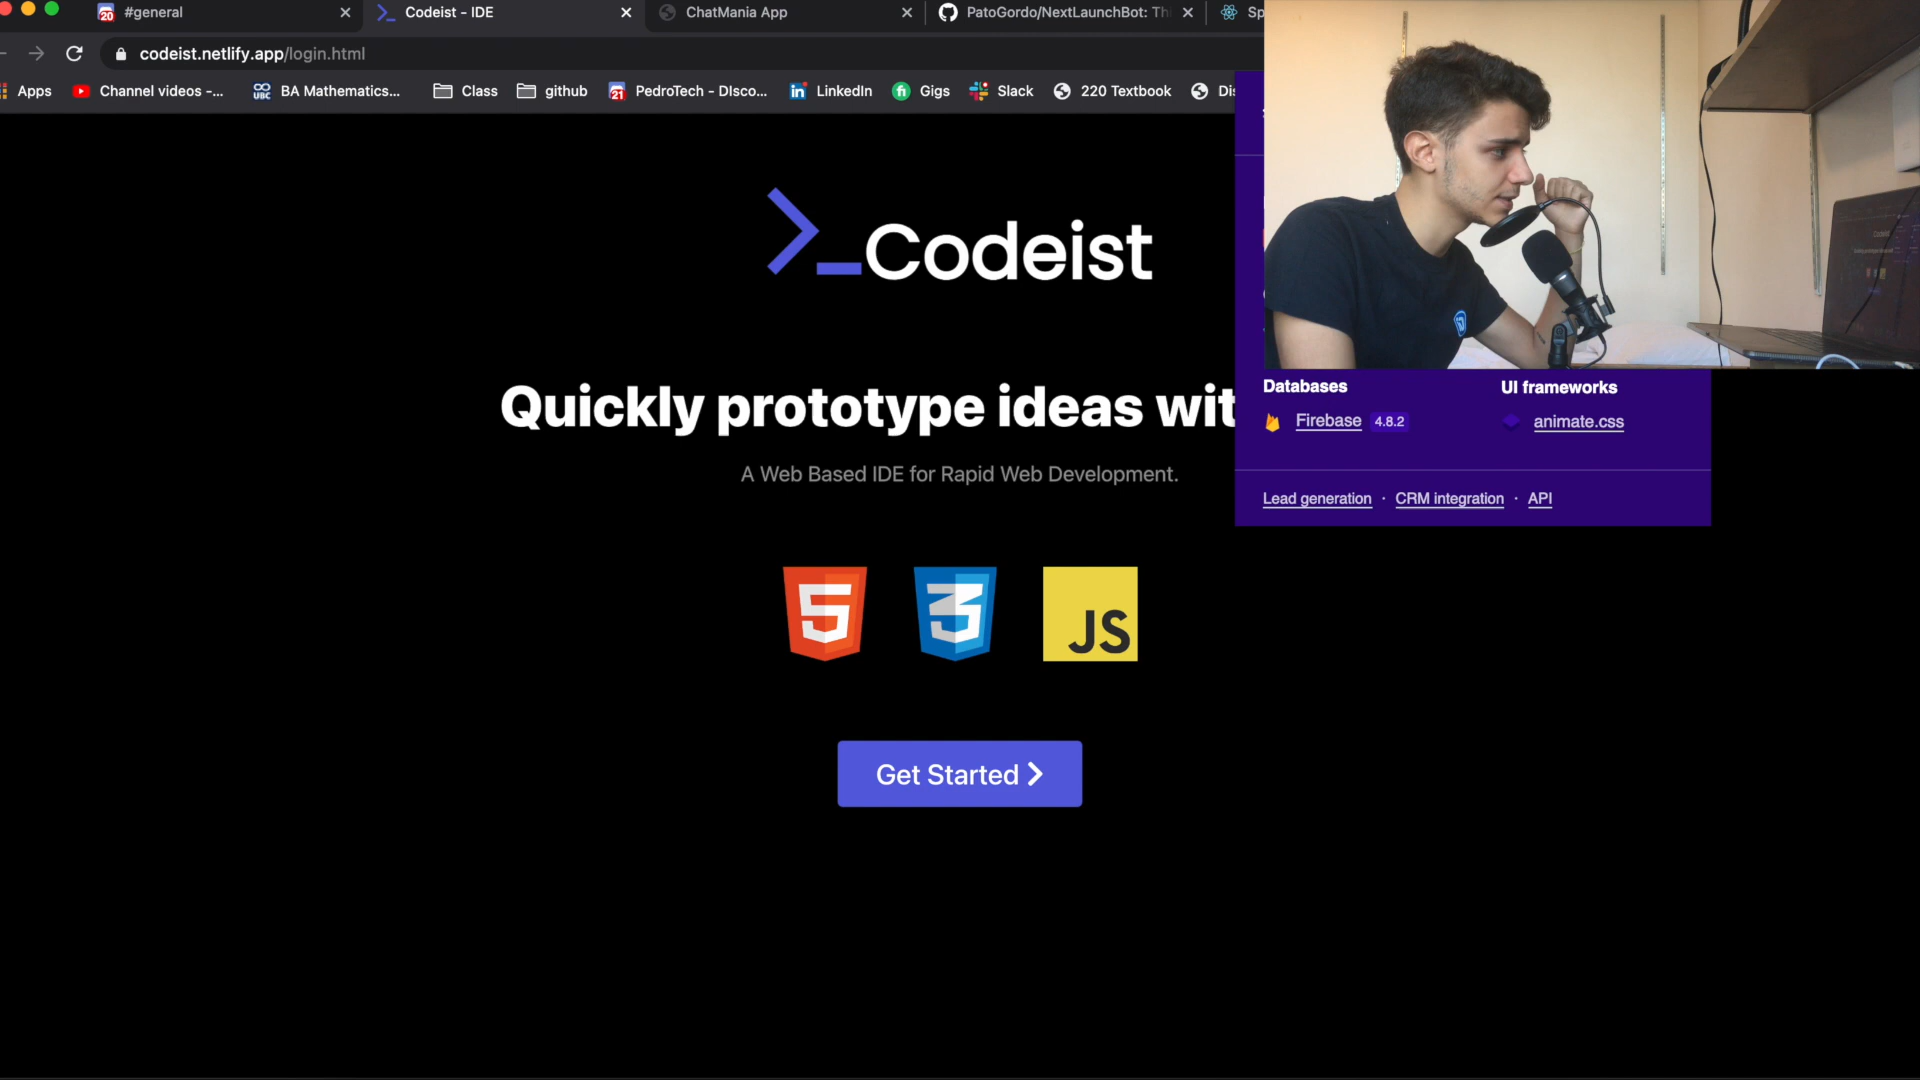 #general
Codeist - IDE
ChatMania App
PatoGordo/NextLaunchBot: Th
Sp
codeist.netlify.app/login.html
Apps
Channel videos -...
BA Mathematics...
Class
github
PedroTech - DIsco...
LinkedIn
Gigs
Slack
220 Textbook
Dis
>_Codeist
Quickly prototype ideas wit
A Web Based IDE for Rapid Web Development.
JS
Get Started
Databases
UI frameworks
Firebase 4.8.2
animate.css
Lead generation · CRM integration · API